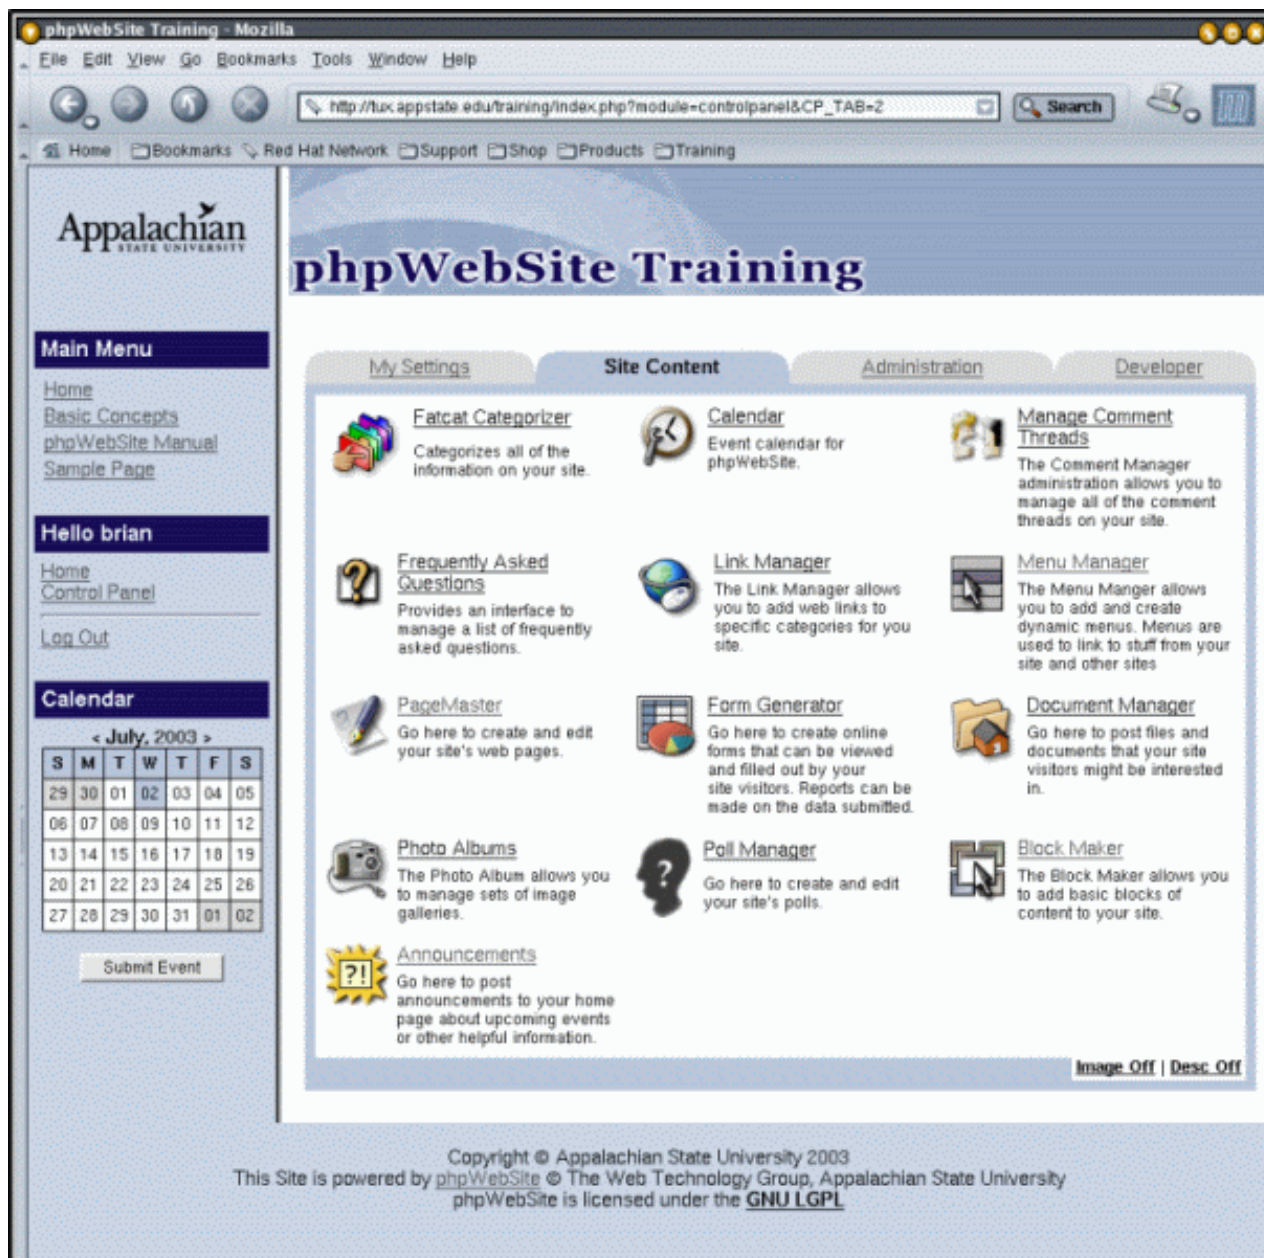 phpWebSite Training - Mozilla
File Edit View Go Bookmarks Tools Window Help
http://tux.appstate.edu/training/index.php?module=controlpanel&CP_TAB=2 Search
Home Bookmarks Red Hat Network Support Shop Products Training
Appalachian
STATE UNIVERSITY
phpWebSite Training
Main Menu
Home
Basic Concepts
phpWebSite Manual
Sample Page
Hello brian
Home
Control Panel
Log Out
Calendar
< July, 2003 >
S M T W T F S
29 30 01 02 03 04 05
06 07 08 09 10 11 12
13 14 15 16 17 18 19
20 21 22 23 24 25 26
27 28 29 30 31 01 02
Submit Event
My Settings Site Content Administration Developer
Fatcat Categorizer
Categorizes all of the
information on your site.
Calendar
Event calendar for
phpWebSite.
Manage Comment
Threads
The Comment Manager
administration allows you to
manage all of the comment
threads on your site.
?
Frequently Asked
Questions
Provides an interface to
manage a list of frequently
asked questions.
Link Manager
The Link Manager allows
you to add web links to
specific categories for you
site.
Menu Manager
The Menu Manger allows
you to add and create
dynamic menus. Menus are
used to link to stuff from your
site and other sites
PageMaster
Go here to create and edit
your site's web pages.
Form Generator
Go here to create online
forms that can be viewed
and filled out by your
site visitors. Reports can be
made on the data submitted.
Document Manager
Go here to post files and
documents that your site
visitors might be interested
in.
Photo Albums
The Photo Album allows you
to manage sets of image
galleries.
?
Poll Manager
Go here to create and edit
your site's polls.
Block Maker
The Block Maker allows you
to add basic blocks of
content to your site.
?!
Announcements
Go here to post
announcements to your home
page about upcoming events
or other helpful information.
Image Off | Desc Off
Copyright © Appalachian State University 2003
This Site is powered by phpWebSite © The Web Technology Group, Appalachian State University
phpWebSite is licensed under the GNU LGPL